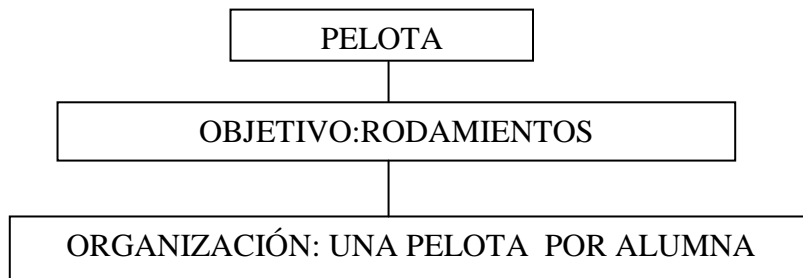 PELOTA
OBJETIVO:RODAMIENTOS
ORGANIZACIÓN: UNA PELOTA  POR ALUMNA